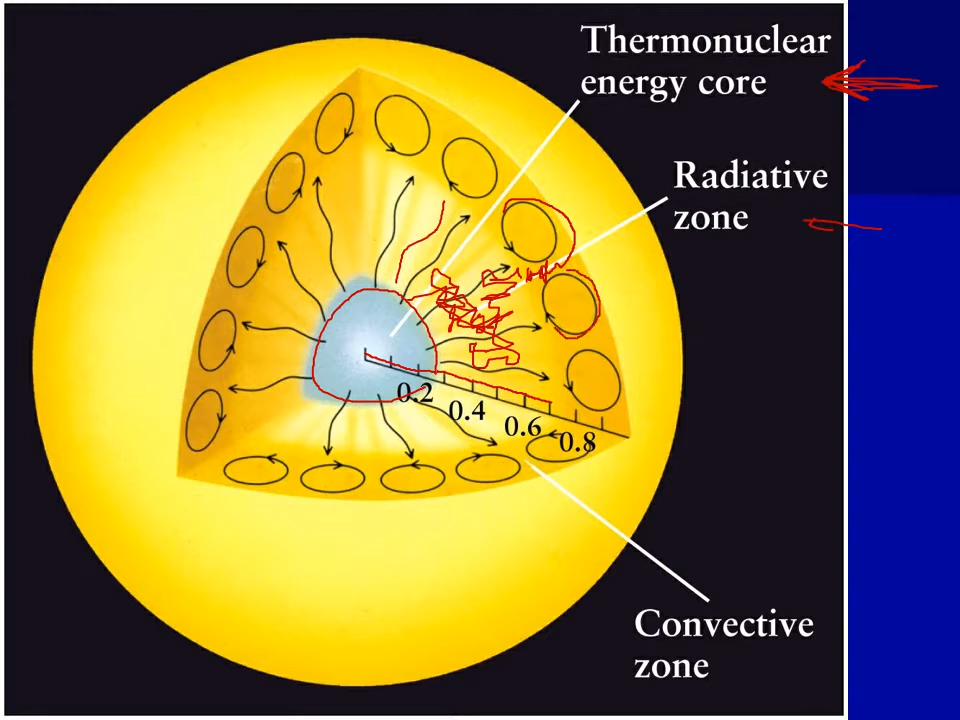 Thermonuclear
energy core
Radiative
zone
0.2
0.4
0.6
0.8
Convective
zone